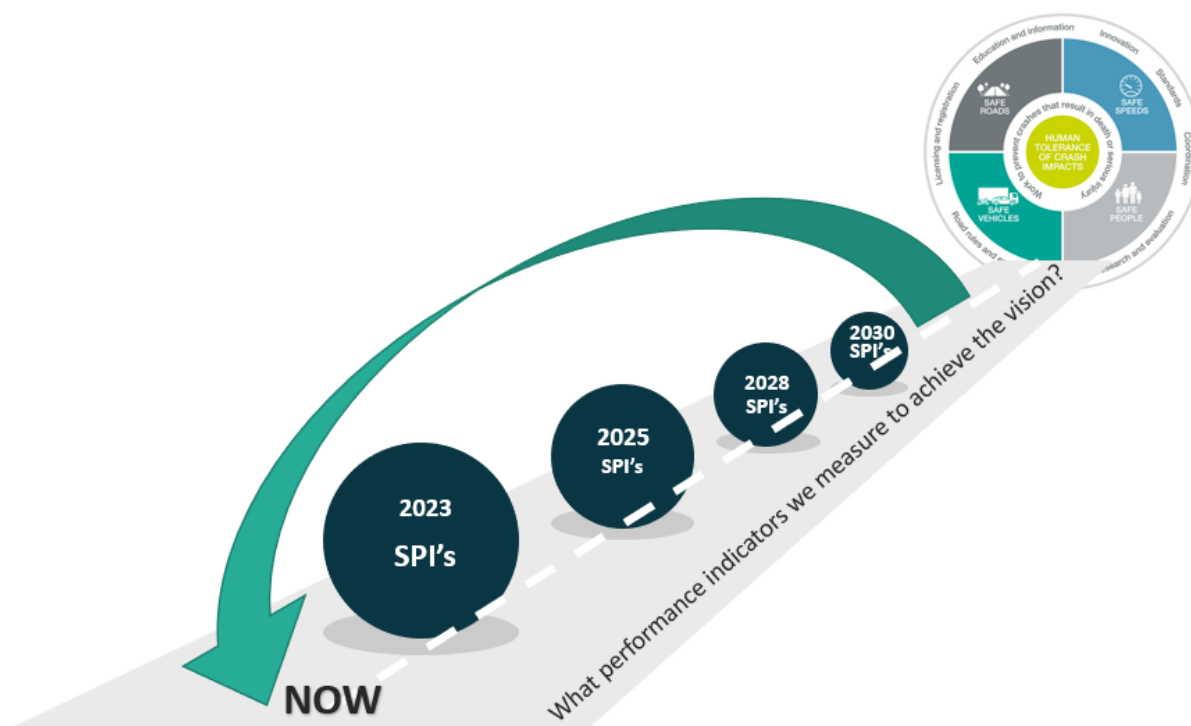 Education and information
Innovation
Standards
Coordination
Licensing and registration
SAFE
ROADS
SAFE
SPEEDS
Work to prevent crashes that result in death or serious injury
HUMAN
TOLERANCE
OF CRASH
IMPACTS
SAFE
VEHICLES
SAFE
PEOPLE
Road rules and
search and evaluation
2030
SPI's
2028
SPI's
2025
SPI's
2023
SPI's
What performance indicators we measure to achieve the vision?
NOW